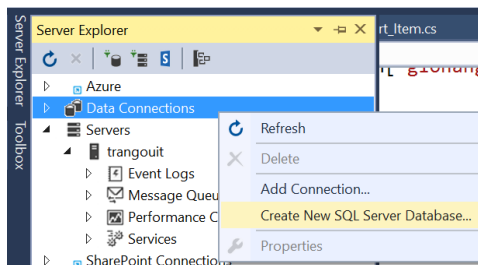 Server Explorer
Toolbox
Server Explorer
rt_Item.cs
Azure
Data Connections
Servers
trangouit
Event Logs
Message Queu
Performance C
Services
SharePoint Connections
Refresh
Delete
Add Connection...
Create New SQL Server Database...
Properties